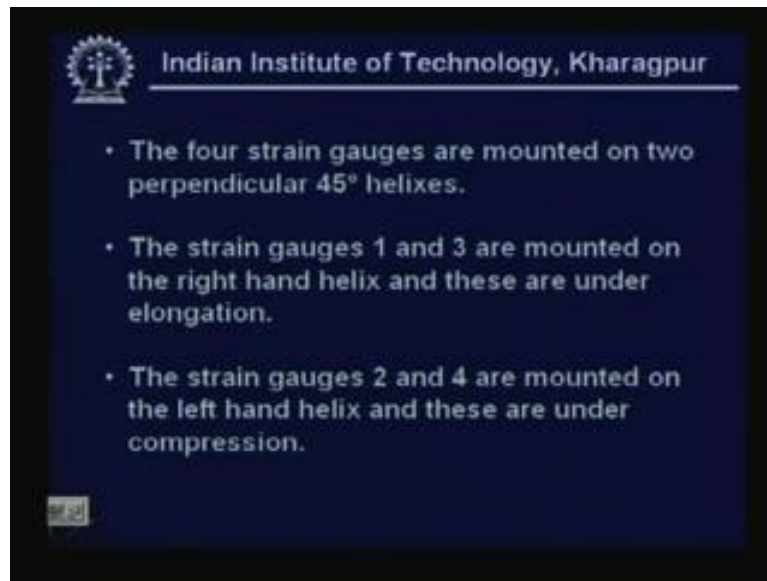 Indian Institute of Technology, Kharagpur
• The four strain gauges are mounted on two
perpendicular 45° helixes.
• The strain gauges 1 and 3 are mounted on
the right hand helix and these are under
elongation.
• The strain gauges 2 and 4 are mounted on
the left hand helix and these are under
compression.